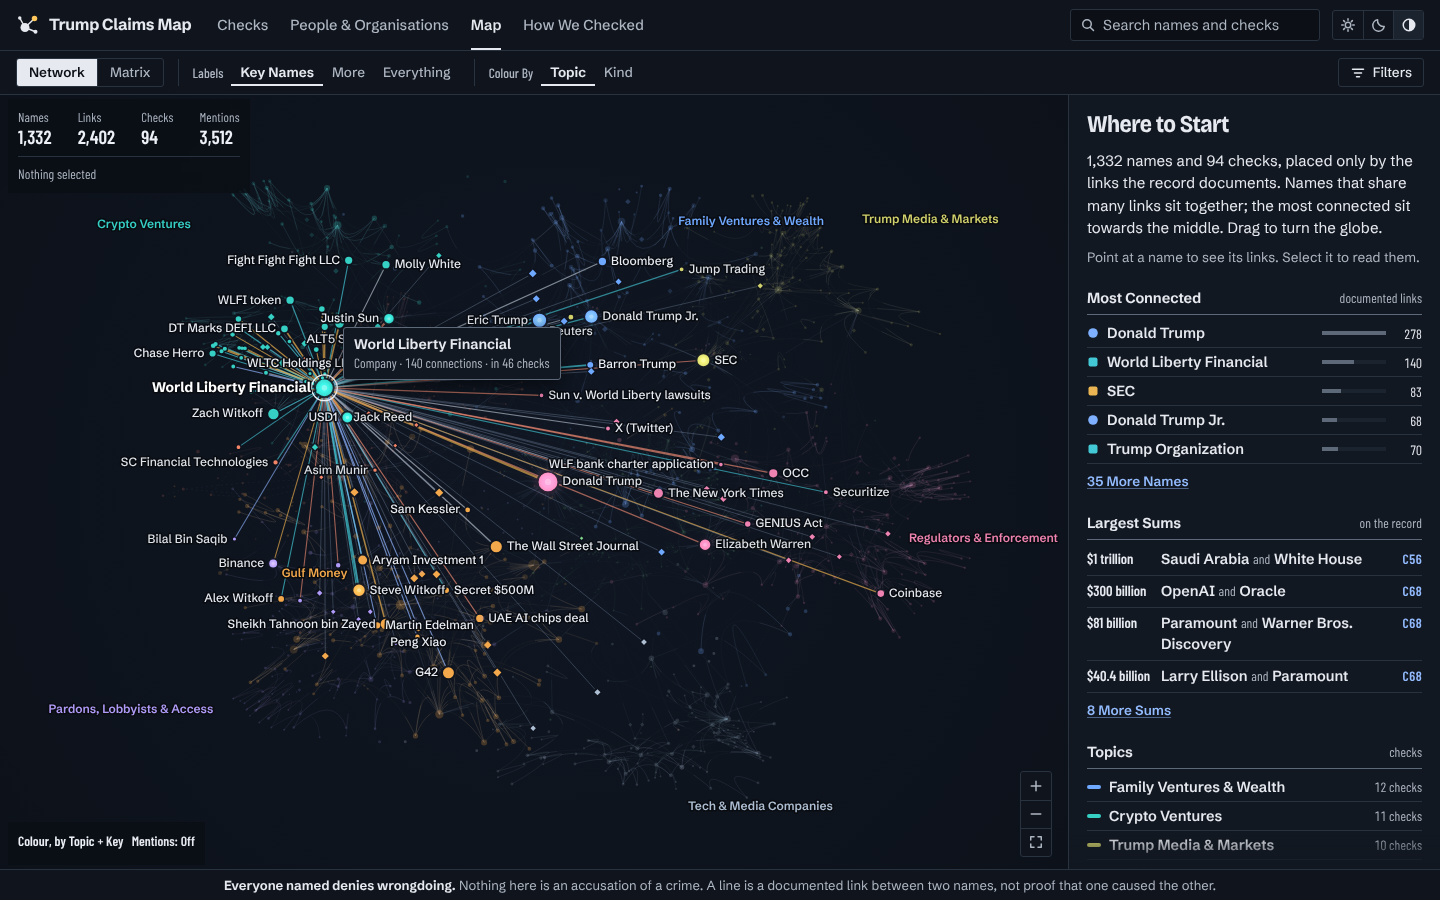 Trump Claims Map
Checks
People & Organisations
Map
How We Checked
Search names and checks
Network
Matrix
Labels
Key Names
More
Everything
Colour By
Topic
Kind
Filters
Names
Links
Checks
Mentions
1,332
2,402
94
3,512
Nothing selected
Crypto Ventures
Family Ventures & Wealth
Trump Media & Markets
Fight Fight Fight LLC
Molly White
Bloomberg
Jump Trading
WLFI token
Justin Sun
Eric Trump
Donald Trump Jr.
DT Marks DEFI LLC
ALT5 S
euters
Chase Herro
WLTC Holdings Ll
World Liberty Financial
Company · 140 connections · in 46 checks
Barron Trump
SEC
World Liberty Financial
Sun v. World Liberty lawsuits
Zach Witkoff
USD1
Jack Reed
X (Twitter)
SC Financial Technologies
Asim Munir
WLF bank charter application
OCC
Donald Trump
The New York Times
Securitize
Sam Kessler
GENIUS Act
Bilal Bin Saqib
The Wall Street Journal
Elizabeth Warren
Regulators & Enforcement
Binance
Gulf Money
Aryam Investment 1
Alex Witkoff
Steve Witkoff
Secret $500M
Coinbase
Sheikh Tahnoon bin Zayed
Martin Edelman
UAE AI chips deal
Peng Xiao
G42
Pardons, Lobbyists & Access
Tech & Media Companies
Colour, by Topic + Key
Mentions: Off
Where to Start
1,332 names and 94 checks, placed only by the
links the record documents. Names that share
many links sit together; the most connected sit
towards the middle. Drag to turn the globe.
Point at a name to see its links. Select it to read them.
Most Connected
documented links
Donald Trump
278
World Liberty Financial
140
SEC
83
Donald Trump Jr.
68
Trump Organization
70
35 More Names
Largest Sums
on the record
$1 trillion
Saudi Arabia and White House
C56
$300 billion
OpenAI and Oracle
C68
$81 billion
Paramount and Warner Bros.
Discovery
C68
$40.4 billion
Larry Ellison and Paramount
C68
8 More Sums
Topics
checks
Family Ventures & Wealth
12 checks
Crypto Ventures
11 checks
Trump Media & Markets
10 checks
Everyone named denies wrongdoing. Nothing here is an accusation of a crime. A line is a documented link between two names, not proof that one caused the other.